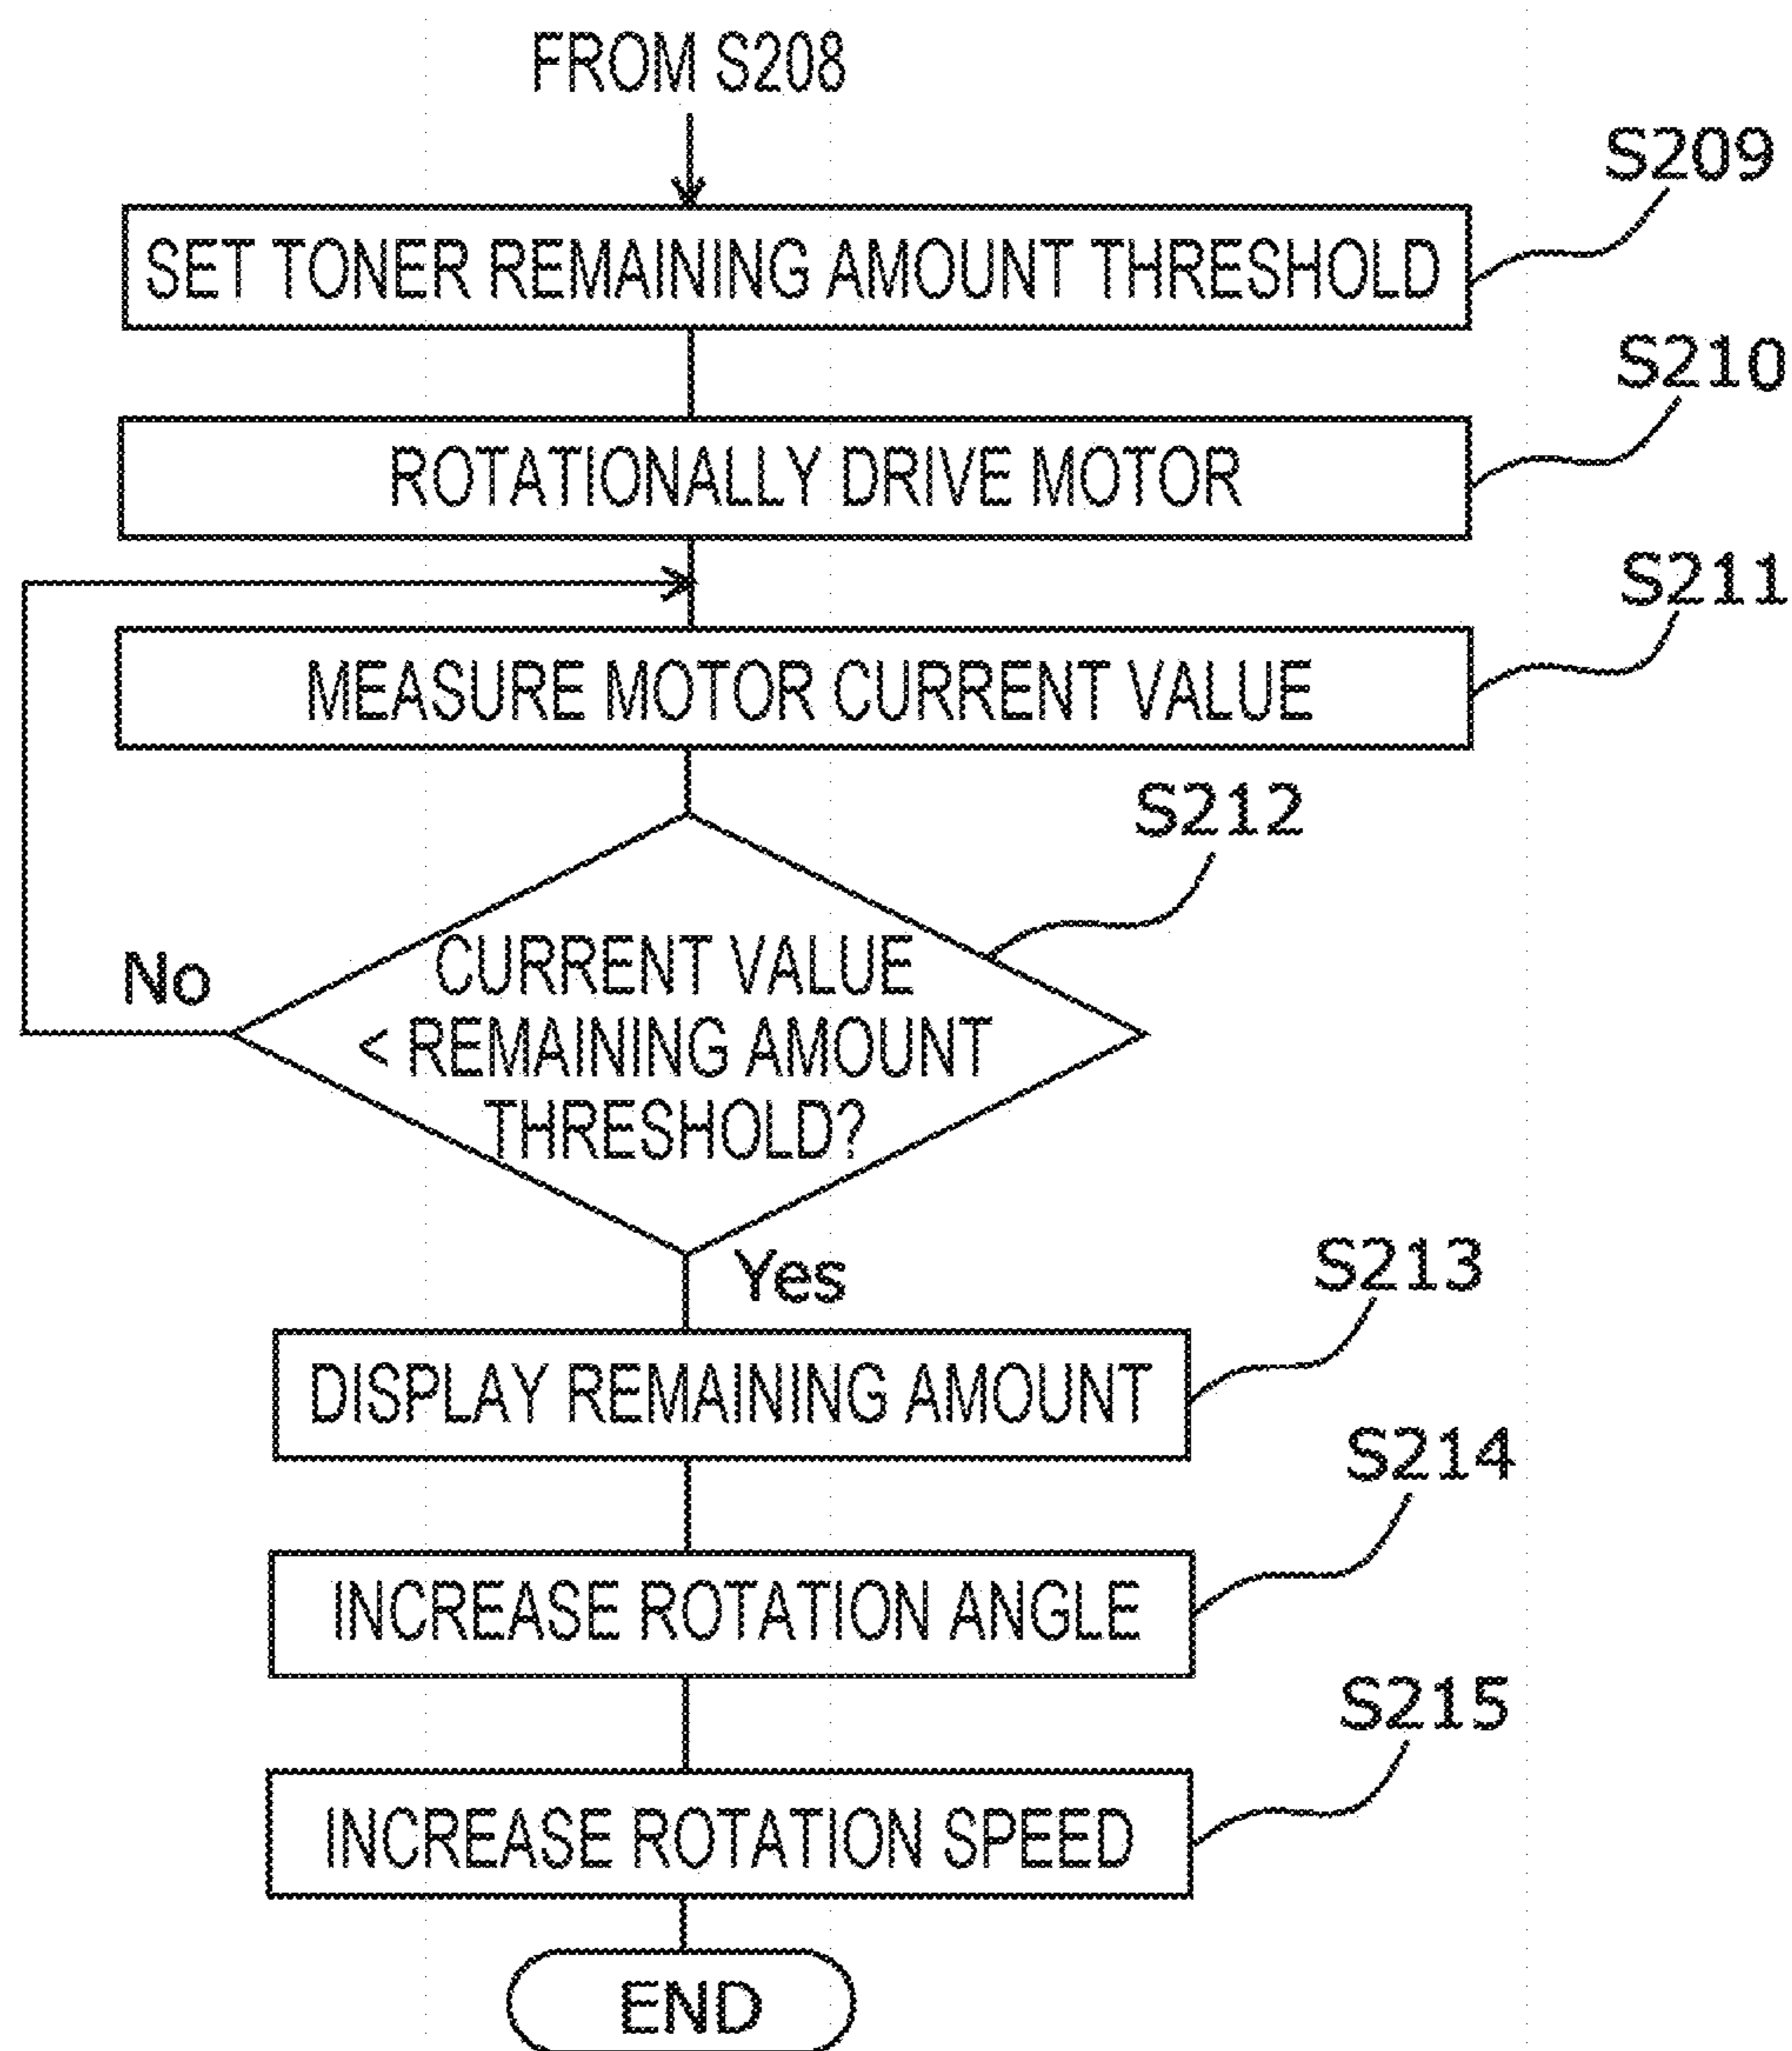 FROM S208
S209
SET TONER REMAINING AMOUNT THRESHOLD
S210
ROTATIONALLY DRIVE MOTOR
S211
MEASURE MOTOR CURRENT VALUE
S212
CURRENT VALUE
No
< REMAINING AMOUNT
THRESHOLD?
Yes
S213
DISPLAY REMAINING AMOUNT
S214
INCREASE ROTATION ANGLE
S215
INCREASE ROTATION SPEED
END